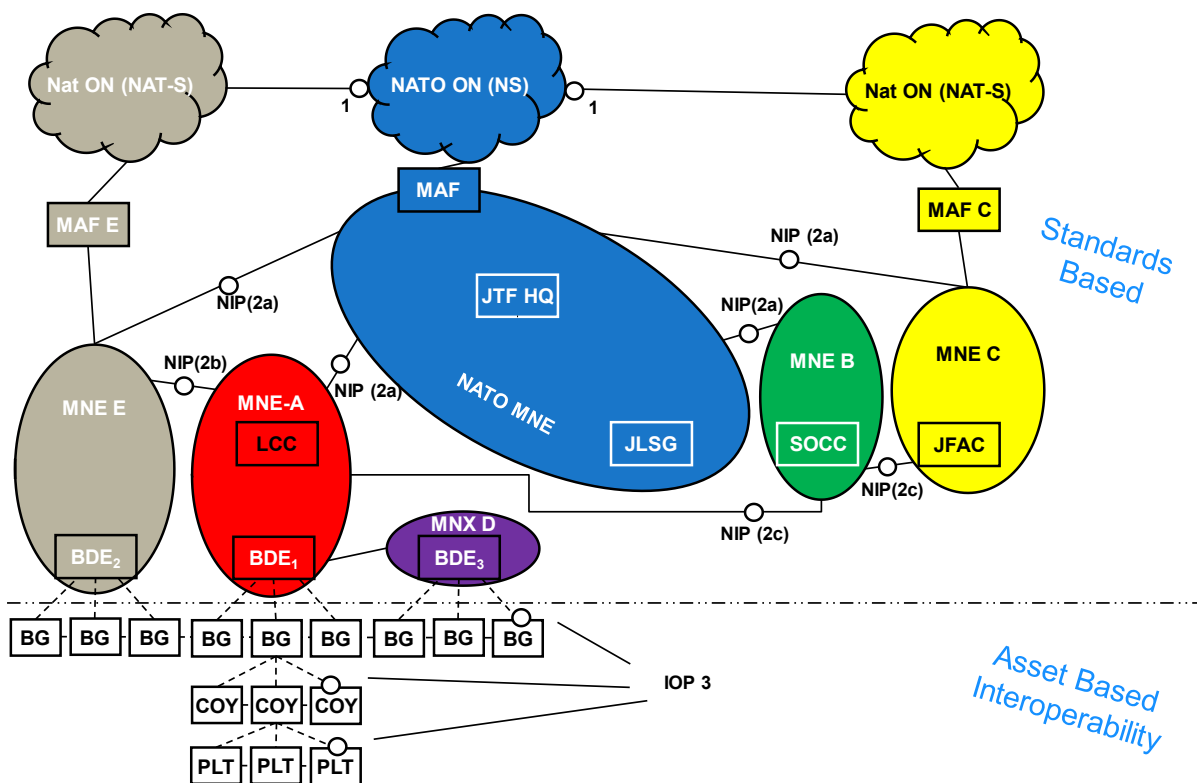 Nat ON (NAT-S)
NATO ON (NS)
Nat ON (NAT-S)
1
1
MAF
MAF E
MAF C
Standards
Based
NIP (2a)
NIP(2a)
JTF HQ
NIP(2a)
NIP(2b)
NIP (2a)
MNE B
MNE C
MNE E
MNE-A
NATO MNE
LCC
JLSG
SOCC
JFAC
NIP(2c)
NIP (2c)
MNX D
BDE₂
BDE₁
BDE₃
BG
BG
BG
BG
BG
BG
BG
BG
BG
IOP 3
Asset Based
Interoperability
COY
COY
COY
PLT
PLT
PLT